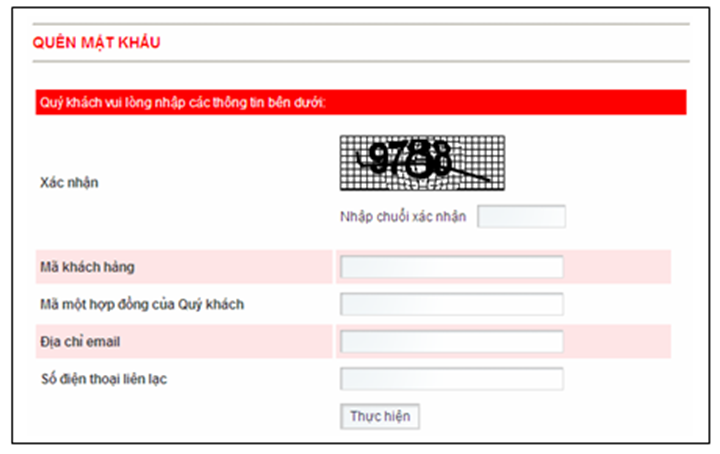 QUÊN MẬT KHẨU
Quý khách vui lòng nhập các thông tin bên dưới:
9788
Xác nhận
Nhập chuỗi xác nhận
Mã khách hàng
Mã một hợp đồng của Quý khách
Địa chỉ email
Số điện thoại liên lạc
Thực hiện